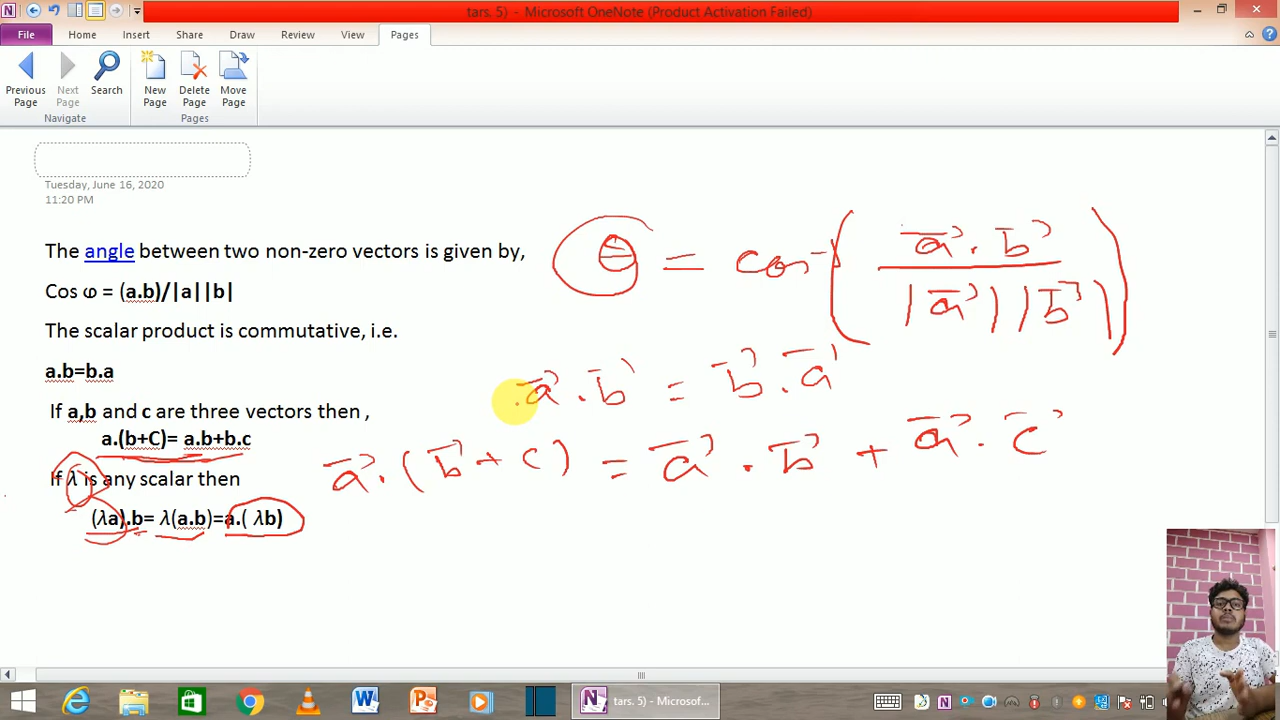 tars. 5) - Microsoft OneNote (Product Activation Failed)
File Home Insert Share Draw Review View Pages
Previous Page Next Page Search New Page Delete Page Move Page
Navigate Pages
Tuesday, June 16, 2020
11:20 PM
The angle between two non-zero vectors is given by,
Cos φ = (a.b)/|a||b|
θ = cos⁻¹ ( a⃗ . b⃗ / |a⃗| |b⃗| )
The scalar product is commutative, i.e.
a.b=b.a
a⃗ . b⃗ = b⃗ . a⃗
If a,b and c are three vectors then ,
a.(b+C)= a.b+b.c
a⃗ . (b⃗ + c) = a⃗ . b⃗ + a⃗ . c⃗
If λ is any scalar then
(λa).b= λ(a.b)=a.( λb)
tars. 5) - Microsof...